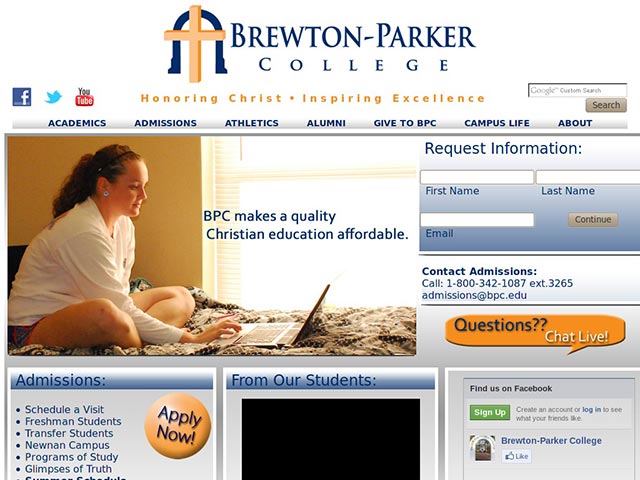 BREWTON-PARKER
COLLEGE
Honoring Christ • Inspiring Excellence
You
Tube
Google™ Custom Search
Search
ACADEMICS ADMISSIONS ATHLETICS ALUMNI GIVE TO BPC CAMPUS LIFE ABOUT
BPC makes a quality
Christian education affordable.
Request Information:
First Name Last Name
Continue
Email
Contact Admissions:
Call: 1-800-342-1087 ext.3265
admissions@bpc.edu
Questions??
Chat Live!
Admissions:
Schedule a Visit
Freshman Students
Transfer Students
Newnan Campus
Programs of Study
Glimpses of Truth
Summer Schedule
Apply
Now!
From Our Students:
Find us on Facebook
Sign Up
Create an account or log in to see
what your friends like.
Brewton-Parker College
Like